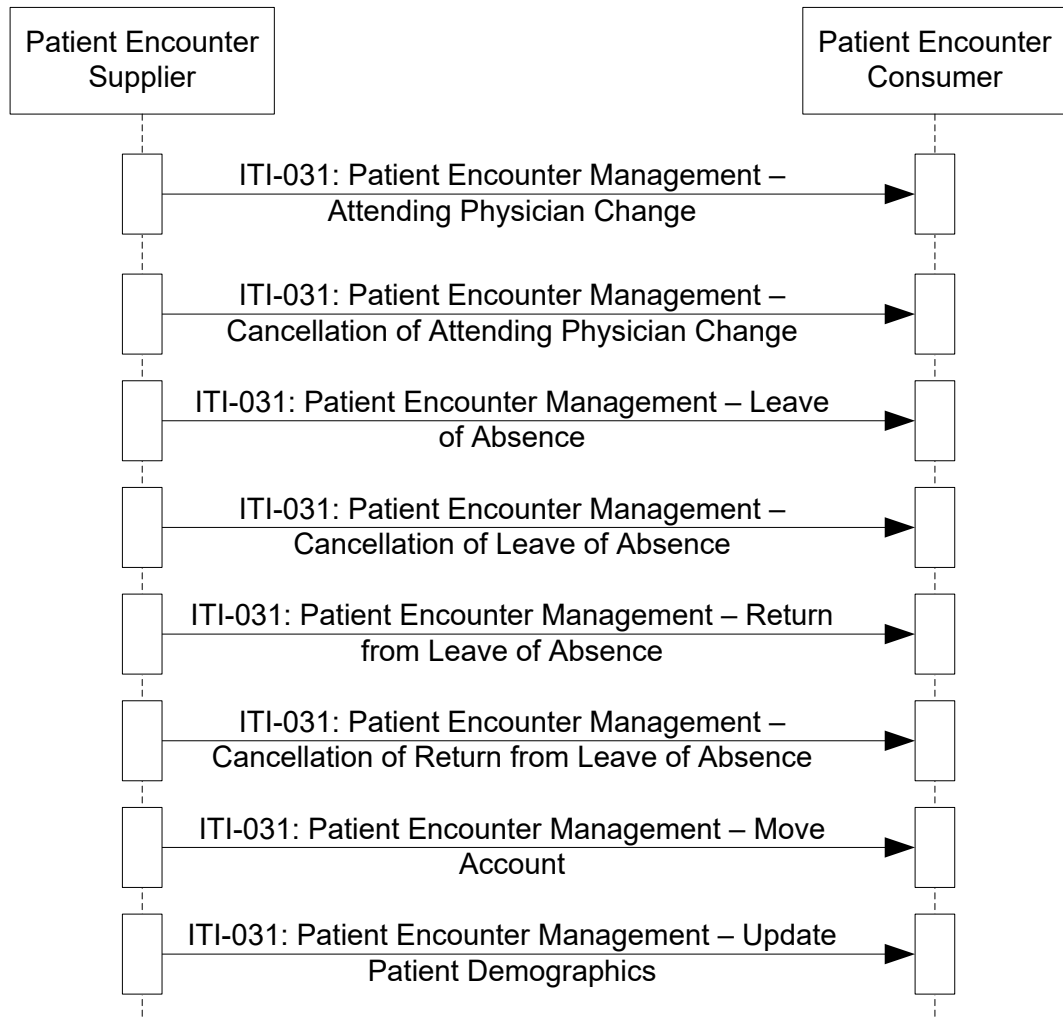 Patient Encounter
Supplier
Patient Encounter
Consumer
ITI-031: Patient Encounter Management –
Attending Physician Change
ITI-031: Patient Encounter Management –
Cancellation of Attending Physician Change
ITI-031: Patient Encounter Management – Leave
of Absence
ITI-031: Patient Encounter Management –
Cancellation of Leave of Absence
ITI-031: Patient Encounter Management – Return
from Leave of Absence
ITI-031: Patient Encounter Management –
Cancellation of Return from Leave of Absence
ITI-031: Patient Encounter Management – Move
Account
ITI-031: Patient Encounter Management – Update
Patient Demographics